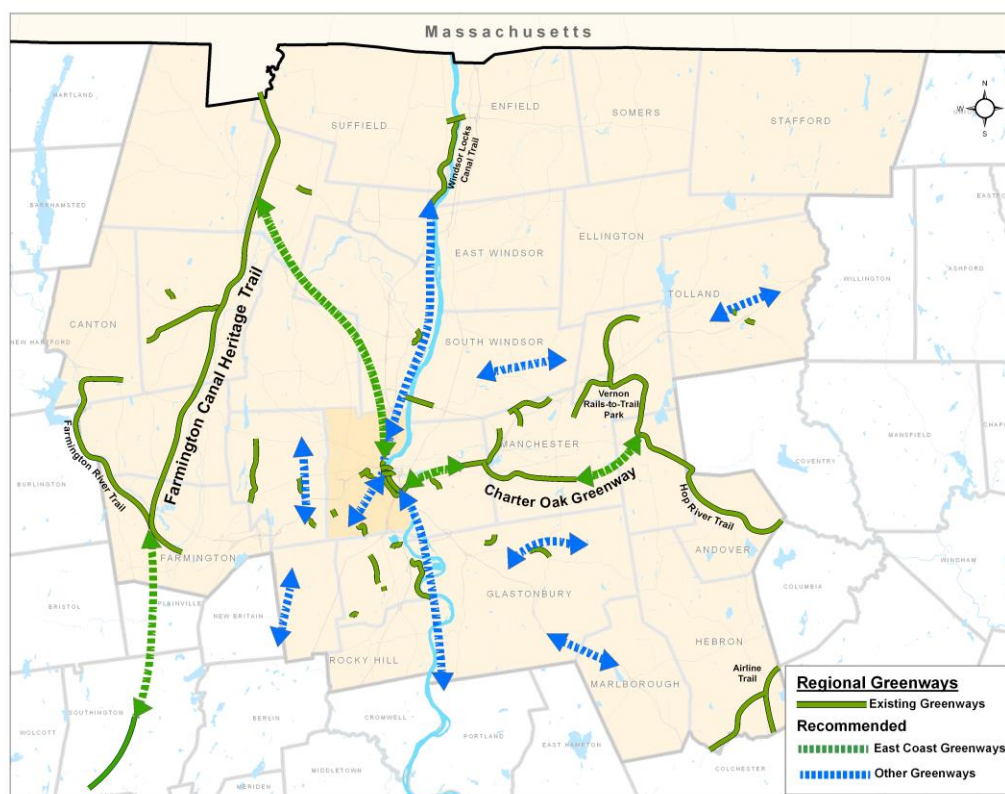 Massachusetts
HARTLAND
SUFFIELD
ENFIELD
SOMERS
STAFFORD
N
W
S
Windsor Locks
Canal Trail
BARKHAMSTED
EAST WINDSOR
ELLINGTON
TOLLAND
WILLINGTON
ASHFORD
CANTON
NEW HARTFORD
Farmington Canal Heritage Trail
SOUTH WINDSOR
Vernon
Rails-to-Trail
Park
MANCHESTER
MANSFIELD
COVENTRY
Farmington River Trail
BURLINGTON
Charter Oak Greenway
Hop River Trail
FARMINGTON
ANDOVER
WINDHAM
BRISTOL
PLAINVILLE
NEW BRITAIN
COLUMBIA
GLASTONBURY
HEBRON
ROCKY HILL
MARLBOROUGH
Airline
Trail
SOUTHINGTON
WOLCOTT
BERLIN
CROMWELL
PORTLAND
EAST HAMPTON
MIDDLETOWN
MERIDEN
COLCHESTER
Regional Greenways
Existing Greenways
Recommended
East Coast Greenways
Other Greenways